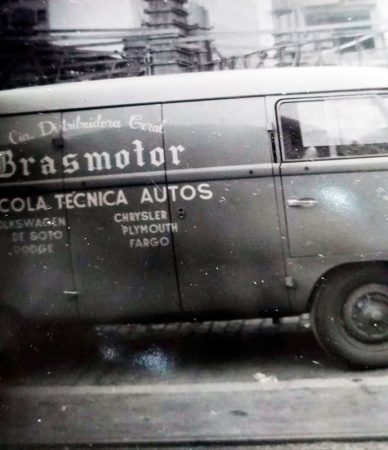 Cia. Distribuidora Geral
Brasmotor
COLA TECNICA AUTOS
OLKSWAGEN
DE SOTO
DODGE
CHRYSLER
PLYMOUTH
FARGO